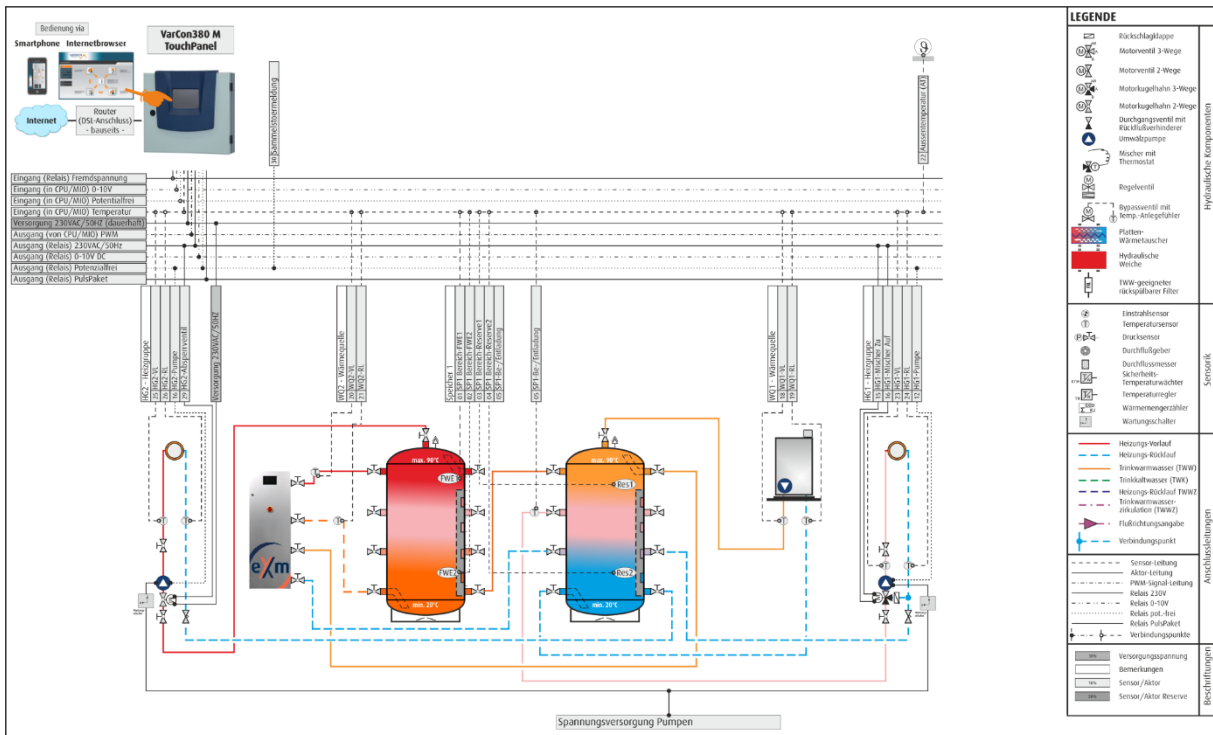 Bedienung via
Smartphone Internetbrowser
VarCon380 M
TouchPanel
Internet
Router
(DSL-Anschluss)
- bauseits -
30 Sammelstoermeldung
22 Aussentemperatur (AT)
Eingang (Relais) Fremdspannung
Eingang (in CPU/MIO) 0-10V
Eingang (in CPU/MIO) Potentialfrei
Eingang (in CPU/MIO) Temperatur
Versorgung 230VAC/50HZ (dauerhaft)
Ausgang (von CPU/MIO) PWM
Ausgang (Relais) 230VAC/50Hz
Ausgang (Relais) 0-10V DC
Ausgang (Relais) Potenzialfrei
Ausgang (Relais) PulsPaket
HG2 - Heizgruppe
25 HG2-VL
26 HG2-RL
16 HG2-Pumpe
29 HG2-Absperrventil
Versorgung 230VAC/50HZ
WQ2 - Wärmequelle
20 WQ2-VL
21 WQ2-RL
Speicher 1
01 SP1 Bereich-FWE1
02 SP1 Bereich-FWE2
03 SP1 Bereich-Reserve1
04 SP1 Bereich-Reserve2
05 SP1-Be-/Entladung
05 SP1-Be-/Entladung
WQ1 - Wärmequelle
18 WQ1-VL
19 WQ1-RL
HG1 - Heizgruppe
15 HG1-Mischer Zu
16 HG1-Mischer Auf
23 HG1-VL
24 HG1-RL
12 HG1-Pumpe
max. 90°C
FWE1
FWE2
min. 20°C
max. 90°C
Res1
Res2
min. 20°C
eXm
Spannungsversorgung Pumpen
LEGENDE
Rückschlagklappe
Motorventil 3-Wege
Motorventil 2-Wege
Motorkugelhahn 3-Wege
Motorkugelhahn 2-Wege
Durchgangsventil mit
Rückflußverhinderer
Umwälzpumpe
Mischer mit
Thermostat
Regelventil
Bypassventil mit
Temp.-Anlegefühler
Platten-
Wärmetauscher
Hydraulische
Weiche
TWW-geeigneter
rückspülbarer Filter
Hydraulische Komponenten
Einstrahlsensor
Temperatursensor
Drucksensor
Durchflußgeber
Durchflussmesser
Sicherheits-
Temperaturwächter
Temperaturregler
Wärmemengerzähler
Wartungsschalter
Sensorik
Heizungs-Vorlauf
Heizungs-Rücklauf
Trinkwarmwasser (TWW)
Trinkkaltwasser (TWK)
Heizungs-Rücklauf TWWZ
Trinkwarmwasser-
zirkulation (TWWZ)
Flußrichtungsangabe
Verbindungspunkt
Sensor-Leitung
Aktor-Leitung
PWM-Signal-Leitung
Relais 230V
Relais 0-10V
Relais pot.-frei
Relais PulsPaket
Verbindungspunkte
Anschlussleitungen
Versorgungsspannung
Bemerkungen
Sensor/Aktor
Sensor/Aktor Reserve
Beschriftungen